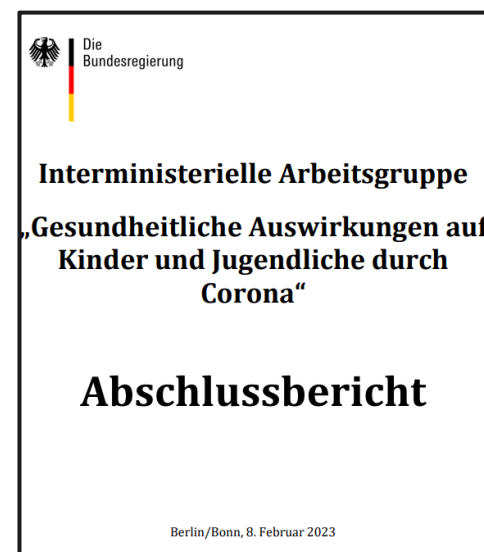 Die
Bundesregierung
Interministerielle Arbeitsgruppe
„Gesundheitliche Auswirkungen auf
Kinder und Jugendliche durch
Corona“
Abschlussbericht
Berlin/Bonn, 8. Februar 2023